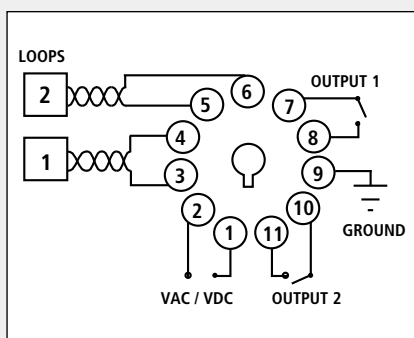 LOOPS
2
1
6
5
4
3
2
1
7
8
9
10
11
OUTPUT 1
GROUND
VAC / VDC
OUTPUT 2